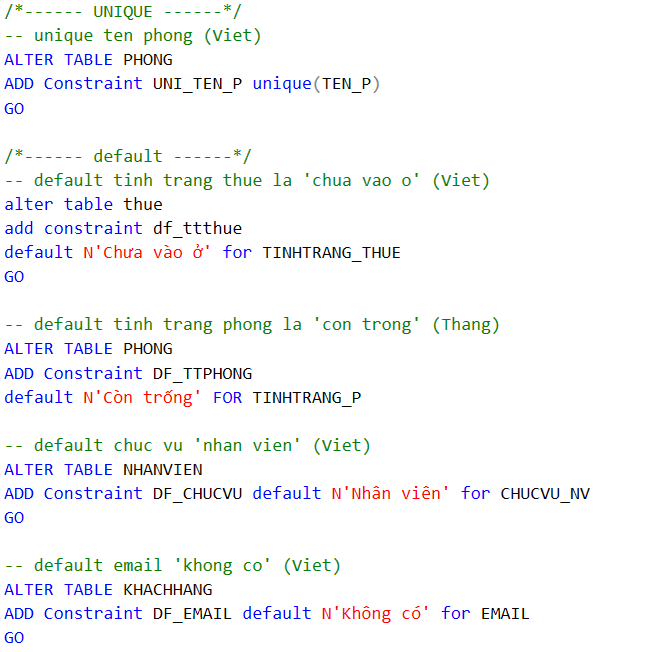 /*------ UNIQUE ------*/
-- unique ten phong (Viet)
ALTER TABLE PHONG
ADD Constraint UNI_TEN_P unique(TEN_P)
GO
/*------ default ------*/
-- default tinh trang thue la 'chua vao o' (Viet)
alter table thue
add constraint df_ttthue
default N'Chưa vào ở' for TINHTRANG_THUE
GO
-- default tinh trang phong la 'con trong' (Thang)
ALTER TABLE PHONG
ADD Constraint DF_TTPHONG
default N'Còn trống' FOR TINHTRANG_P
-- default chuc vu 'nhan vien' (Viet)
ALTER TABLE NHANVIEN
ADD Constraint DF_CHUCVU default N'Nhân viên' for CHUCVU_NV
GO
-- default email 'khong co' (Viet)
ALTER TABLE KHACHHANG
ADD Constraint DF_EMAIL default N'Không có' for EMAIL
GO